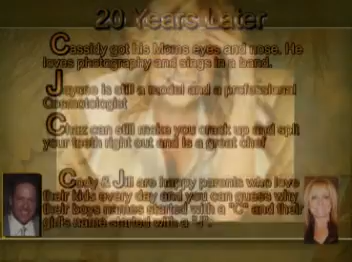 20 Years Later
Cassidy got his Moms eyes and nose. He
loves photography and sings in a band.
Jaycee is still a model and a professional
Cosmotologist
Chaz can still make you crack up and spit
your teeth right out and is a great chef
Cody & Jill are happy parents who love
their kids every day and you can guess why
their boys names started with a "C" and their
girl's name started with a "J".